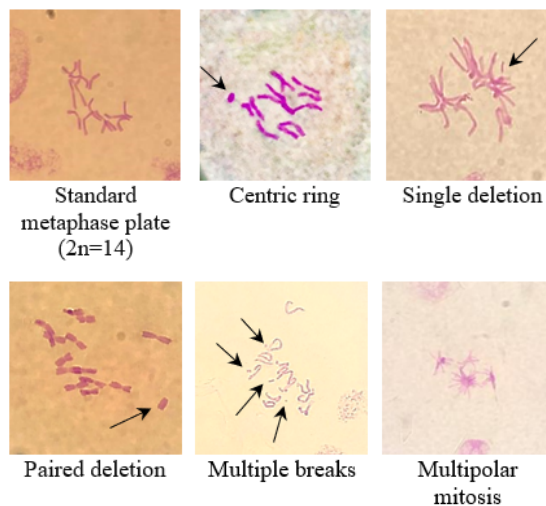 Standard
metaphase plate
(2n=14)
Centric ring
Single deletion
Paired deletion
Multiple breaks
Multipolar
mitosis